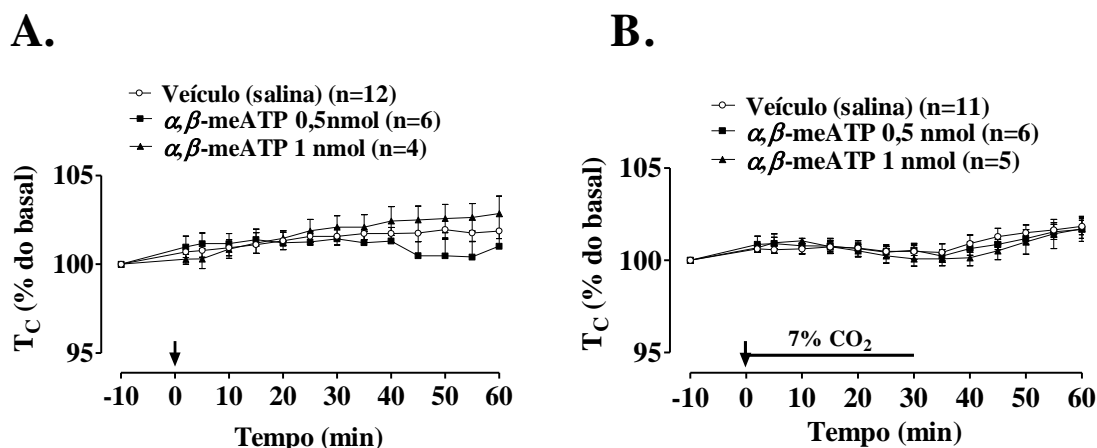 A.
Veículo (salina) (n=12)
α,β-meATP 0,5nmol (n=6)
α,β-meATP 1 nmol (n=4)
105
100
95
T_C (% do basal)
-10 0 10 20 30 40 50 60
Tempo (min)
B.
Veículo (salina) (n=11)
α,β-meATP 0,5 nmol (n=6)
α,β-meATP 1 nmol (n=5)
105
100
95
T_C (% do basal)
7% CO₂
-10 0 10 20 30 40 50 60
Tempo (min)